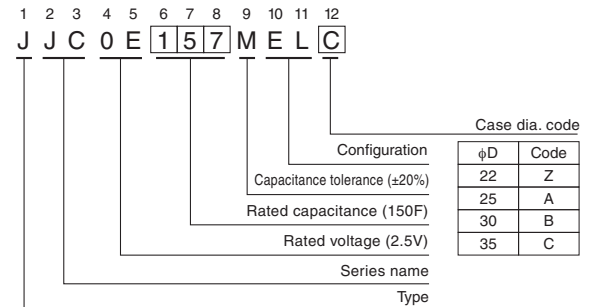 1 2 3 4 5 6 7 8 9 10 11 12
J J C 0 E 1 5 7 M E L C
Case dia. code
Configuration
Capacitance tolerance (±20%)
Rated capacitance (150F)
Rated voltage (2.5V)
Series name
Type
φD Code
22 Z
25 A
30 B
35 C